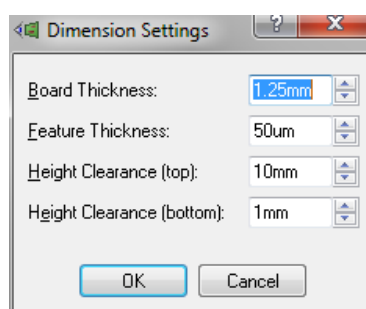 Dimension Settings
Board Thickness: 1.25mm
Feature Thickness: 50um
Height Clearance (top): 10mm
Height Clearance (bottom): 1mm
OK Cancel